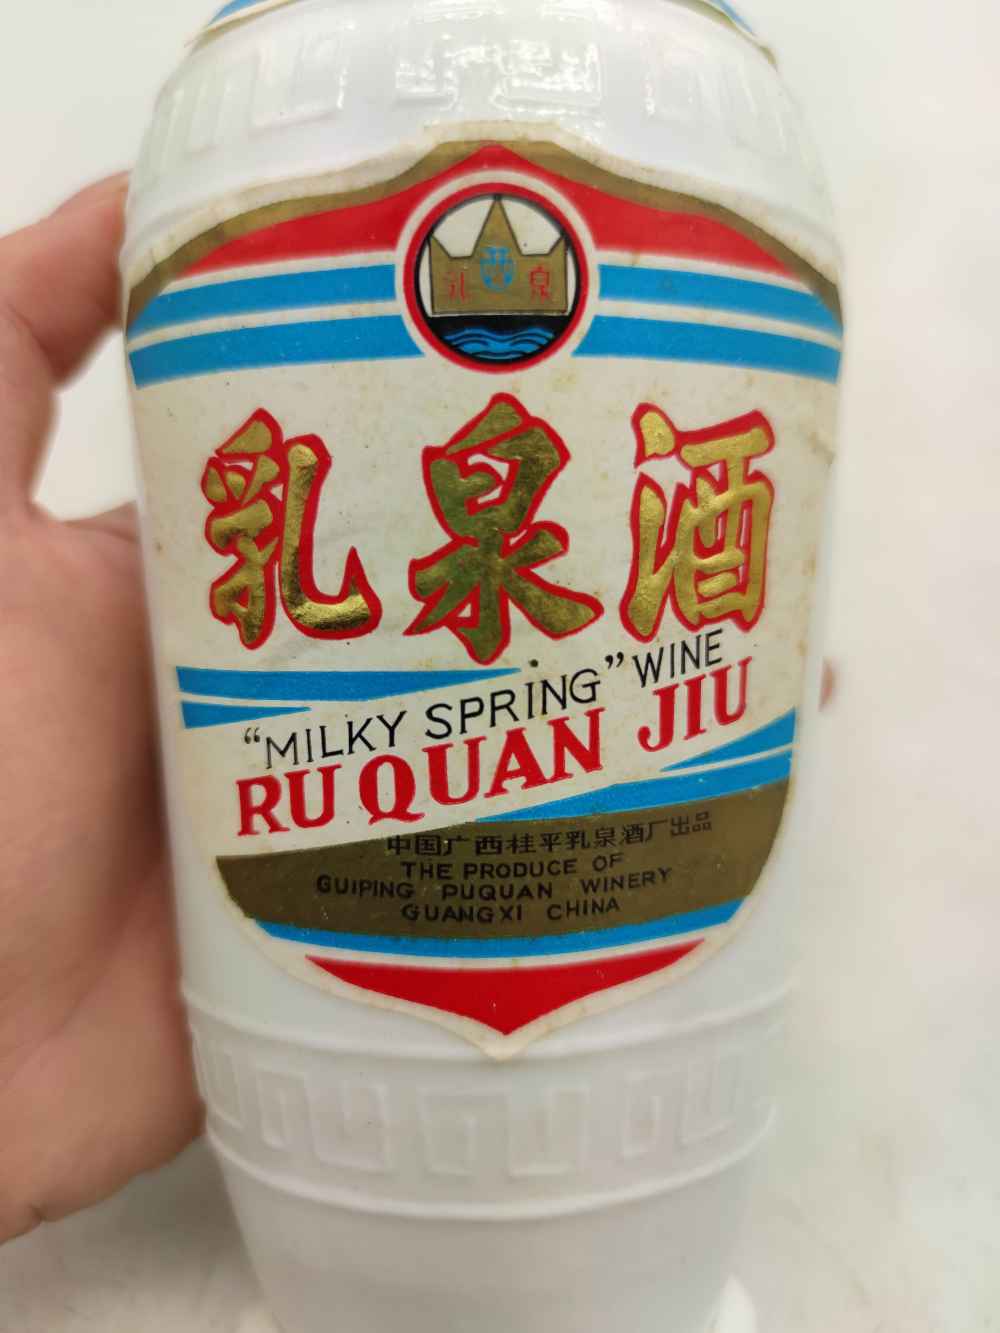 乳 泉
乳泉酒
“MILKY SPRING” WINE
RU QUAN JIU
中国广西桂平乳泉酒厂出品
THE PRODUCE OF
GUIPING PUQUAN WINERY
GUANGXI CHINA